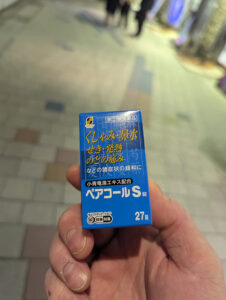 くしゃみ・鼻水
せき・発熱
のどの痛み
などの諸症状の緩和に
小青竜湯エキス配合
ベアコールS錠
27錠